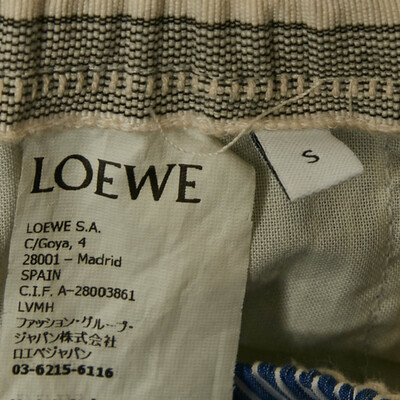 LOEWE
S
LOEWE S.A.
C/Goya, 4
28001 – Madrid
SPAIN
C.I.F. A-28003861
LVMH
ファッション・グループ
ジャパン株式会社
ロエベジャパン
03-6215-6116